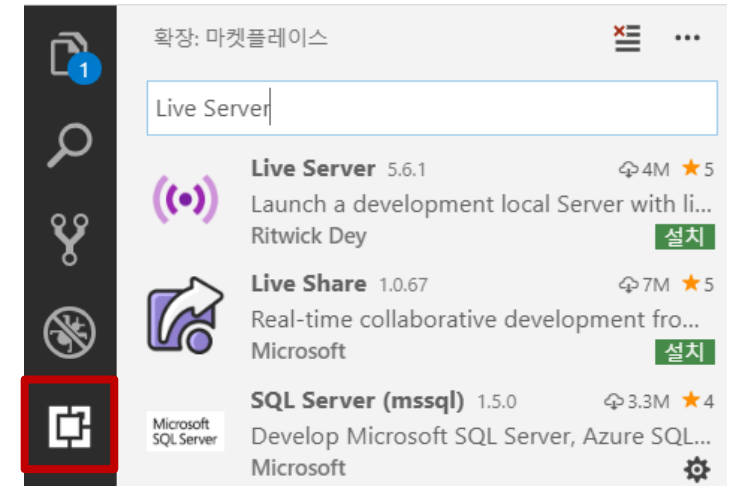 확장: 마켓플레이스
1
Live Server
Live Server 5.6.1 4M 5
Launch a development local Server with li...
Ritwick Dey 설치
Live Share 1.0.67 7M 5
Real-time collaborative development fro...
Microsoft 설치
SQL Server (mssql) 1.5.0 3.3M 4
Microsoft
SQL Server
Develop Microsoft SQL Server, Azure SQL...
Microsoft